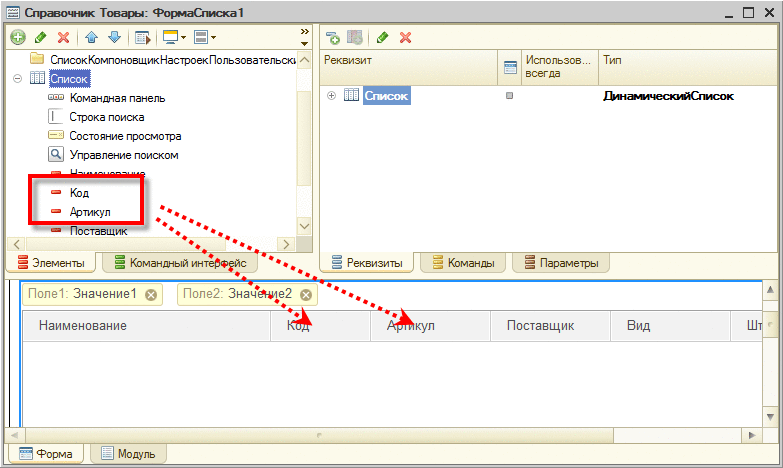 Справочник Товары: ФормаСписка1
СписокКомпоновщикНастроекПользовательски
Список
Командная панель
Строка поиска
Состояние просмотра
Управление поиском
Наименование
Код
Артикул
Поставщик
Элементы
Командный интерфейс
Реквизит
Использов... всегда
Тип
Список
ДинамическийСписок
Реквизиты
Команды
Параметры
Поле1: Значение1
Поле2: Значение2
Наименование
Код
Артикул
Поставщик
Вид
Шт
Форма
Модуль